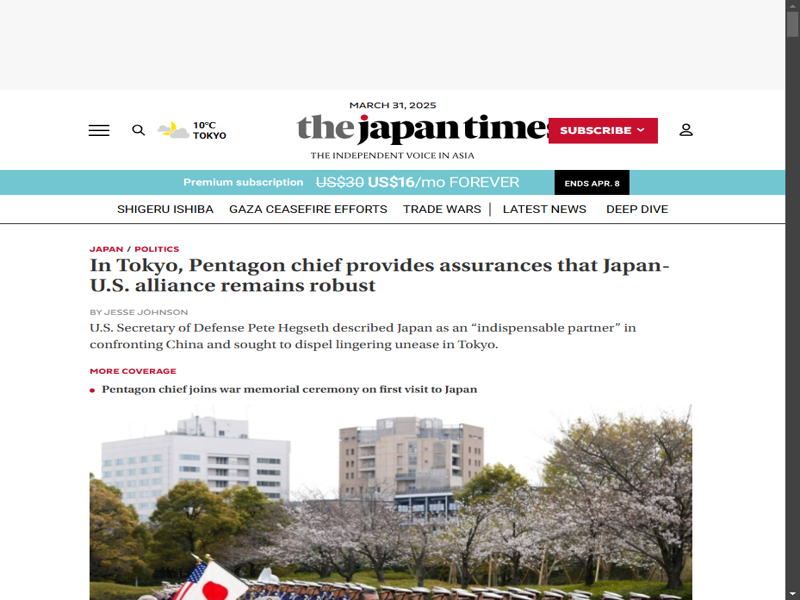 MARCH 31, 2025
10°C
TOKYO
the japan times
SUBSCRIBE
THE INDEPENDENT VOICE IN ASIA
Premium subscription US$30 US$16/mo FOREVER ENDS APR. 8
SHIGERU ISHIBA GAZA CEASEFIRE EFFORTS TRADE WARS LATEST NEWS DEEP DIVE
JAPAN / POLITICS
In Tokyo, Pentagon chief provides assurances that Japan-
U.S. alliance remains robust
BY JESSE JOHNSON
U.S. Secretary of Defense Pete Hegseth described Japan as an “indispensable partner” in
confronting China and sought to dispel lingering unease in Tokyo.
MORE COVERAGE
Pentagon chief joins war memorial ceremony on first visit to Japan